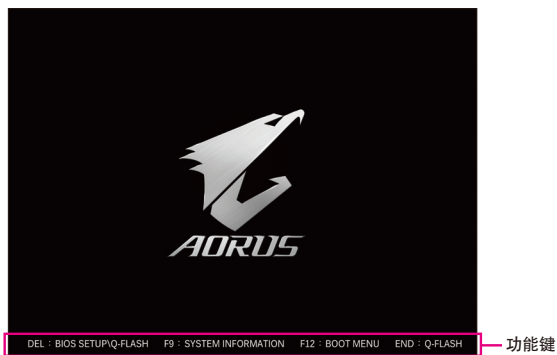 AORUS
DEL : BIOS SETUP\Q-FLASH F9 : SYSTEM INFORMATION F12 : BOOT MENU END : Q-FLASH
功能键